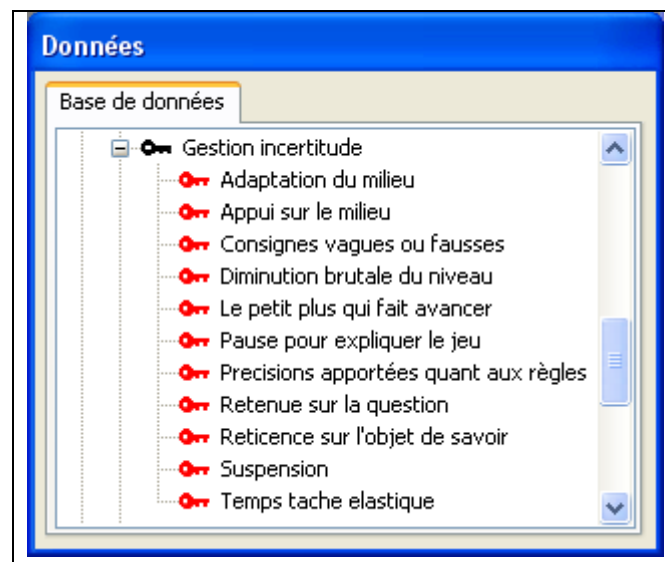 Données
Base de données
Gestion incertitude
Adaptation du milieu
Appui sur le milieu
Consignes vagues ou fausses
Diminution brutale du niveau
Le petit plus qui fait avancer
Pause pour expliquer le jeu
Precisions apportées quant aux règles
Retenue sur la question
Reticence sur l'objet de savoir
Suspension
Temps tache elastique